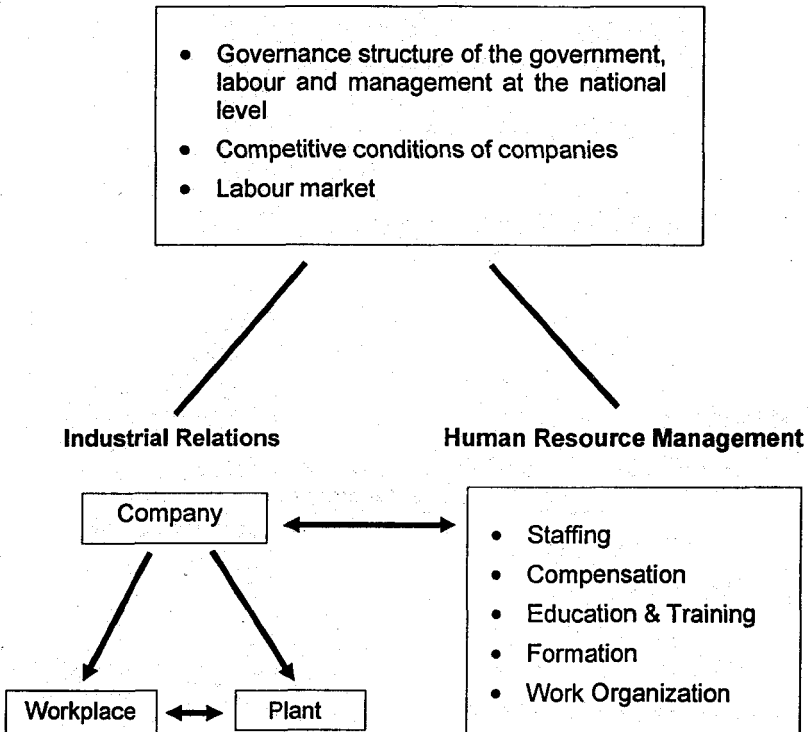 • Governance structure of the government,
labour and management at the national
level
• Competitive conditions of companies
• Labour market
Industrial Relations
Human Resource Management
Company
• Staffing
• Compensation
• Education & Training
• Formation
• Work Organization
Workplace
Plant